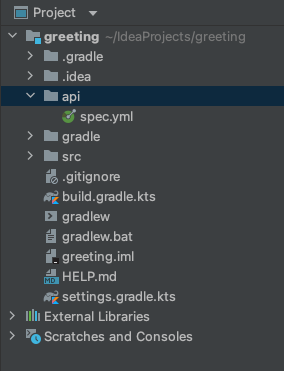 Project
greeting ~/IdeaProjects/greeting
.gradle
.idea
api
spec.yml
gradle
src
.gitignore
build.gradle.kts
gradlew
gradlew.bat
greeting.iml
HELP.md
settings.gradle.kts
External Libraries
Scratches and Consoles